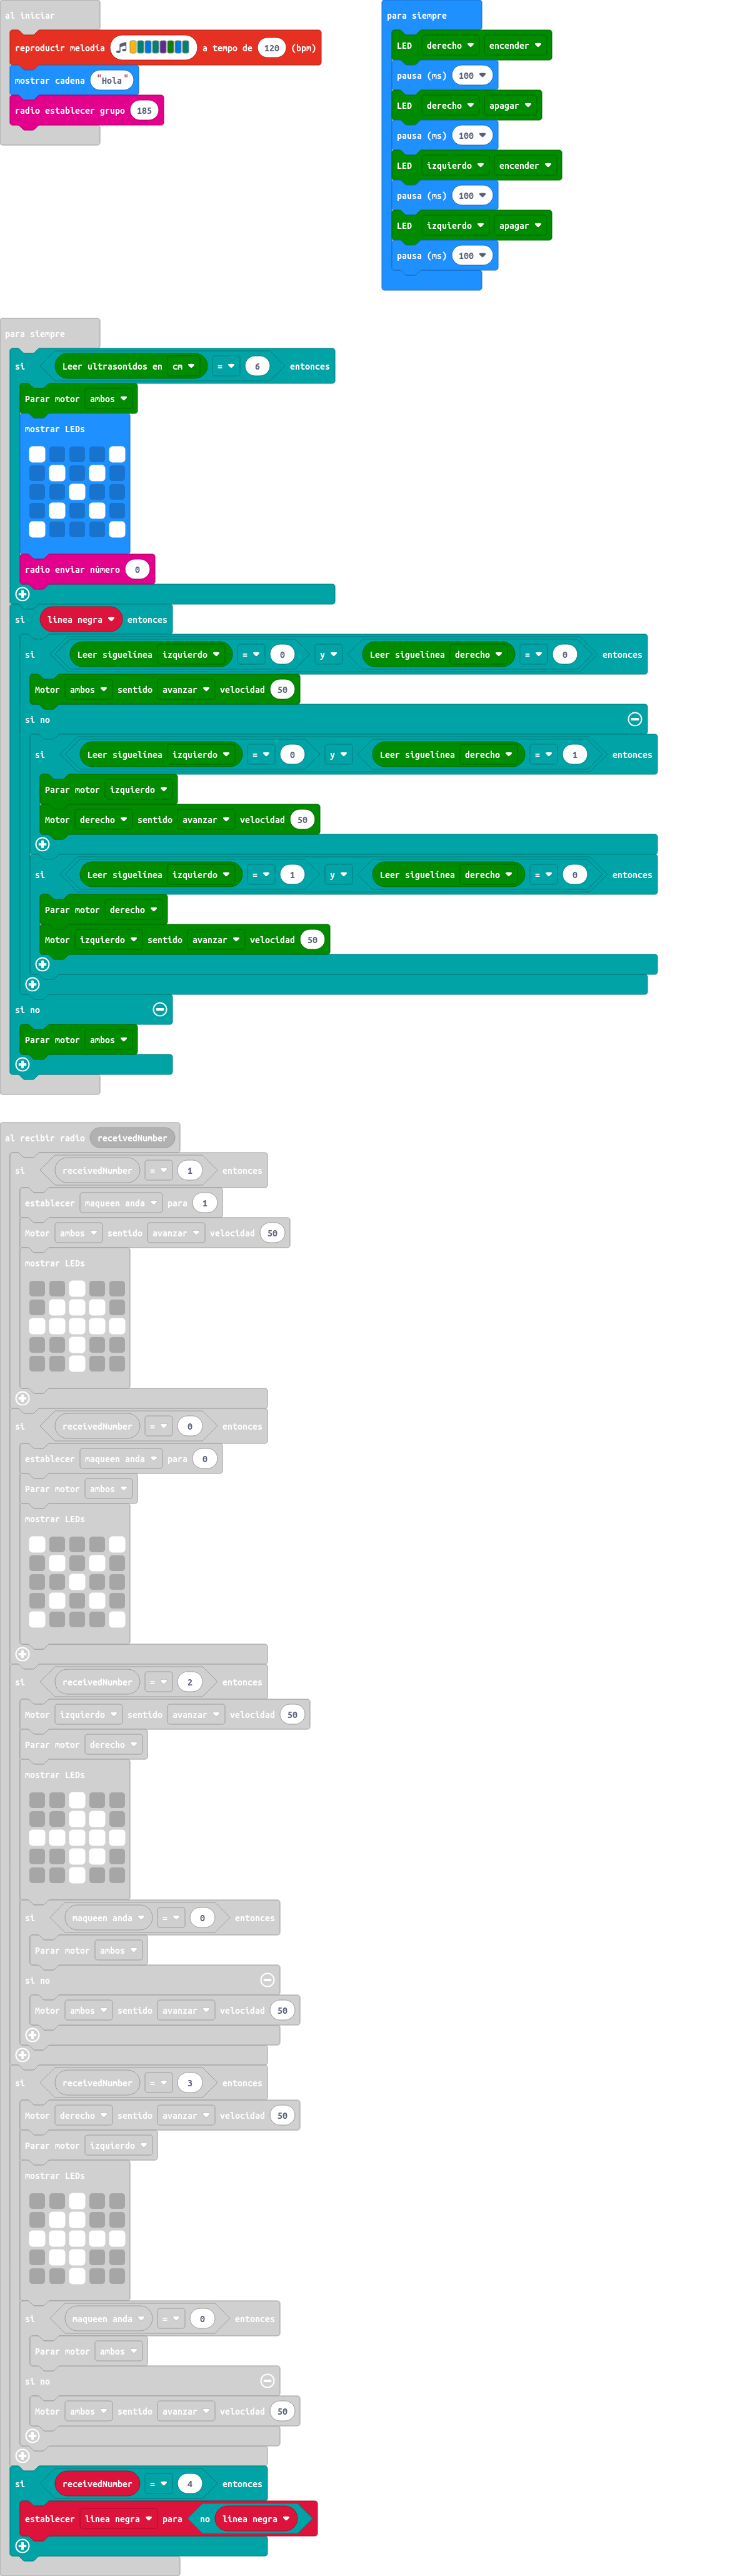 al iniciar
reproducir melodía a tempo de 120 (bpm)
mostrar cadena "Hola"
radio establecer grupo 185
para siempre
LED derecho encender
pausa (ms) 100
LED derecho apagar
pausa (ms) 100
LED izquierdo encender
pausa (ms) 100
LED izquierdo apagar
pausa (ms) 100
para siempre
si Leer ultrasonidos en cm = 6 entonces
Parar motor ambos
mostrar LEDs
radio enviar número 0
si linea negra entonces
si Leer siguelinea izquierdo = 0 y Leer siguelinea derecho = 0 entonces
Motor ambos sentido avanzar velocidad 50
si no
si Leer siguelinea izquierdo = 0 y Leer siguelinea derecho = 1 entonces
Parar motor izquierdo
Motor derecho sentido avanzar velocidad 50
si Leer siguelinea izquierdo = 1 y Leer siguelinea derecho = 0 entonces
Parar motor derecho
Motor izquierdo sentido avanzar velocidad 50
si no
Parar motor ambos
al recibir radio receivedNumber
si receivedNumber = 1 entonces
establecer maqueen anda para 1
Motor ambos sentido avanzar velocidad 50
mostrar LEDs
si receivedNumber = 0 entonces
establecer maqueen anda para 0
Parar motor ambos
mostrar LEDs
si receivedNumber = 2 entonces
Motor izquierdo sentido avanzar velocidad 50
Parar motor derecho
mostrar LEDs
si maqueen anda = 0 entonces
Parar motor ambos
si no
Motor ambos sentido avanzar velocidad 50
si receivedNumber = 3 entonces
Motor derecho sentido avanzar velocidad 50
Parar motor izquierdo
mostrar LEDs
si maqueen anda = 0 entonces
Parar motor ambos
si no
Motor ambos sentido avanzar velocidad 50
si receivedNumber = 4 entonces
establecer linea negra para no linea negra